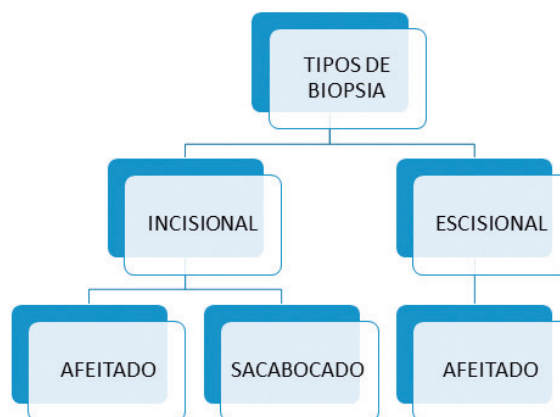 TIPOS DE
BIOPSIA
INCISIONAL
ESCISIONAL
AFEITADO
SACABOCADO
AFEITADO